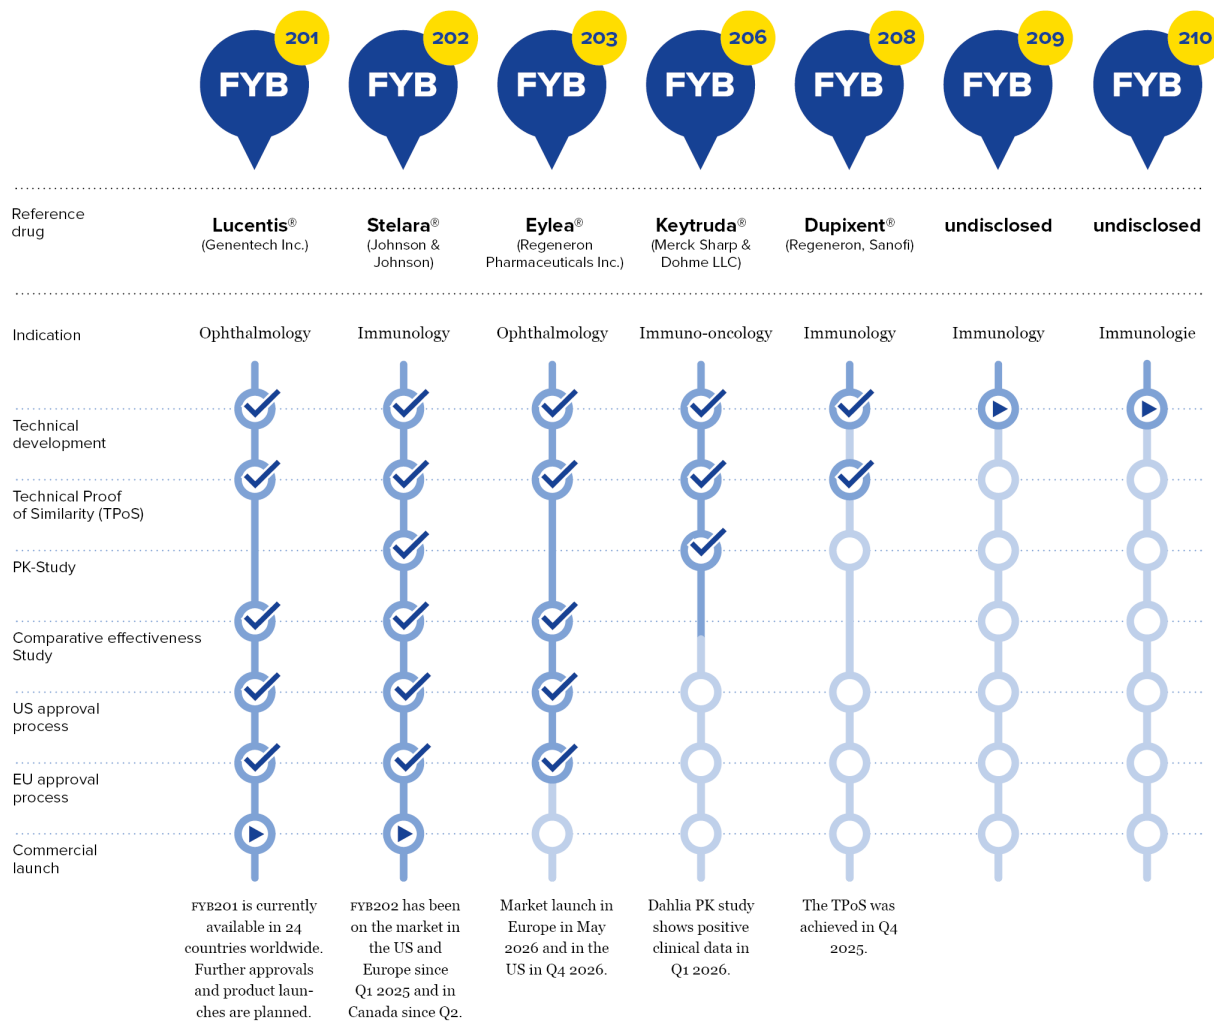 FYB 201
FYB 202
FYB 203
FYB 206
FYB 208
FYB 209
FYB 210
Reference
drug
Lucentis®
(Genentech Inc.)
Stelara®
(Johnson &
Johnson)
Eylea®
(Regeneron
Pharmaceuticals Inc.)
Keytruda®
(Merck Sharp &
Dohme LLC)
Dupixent®
(Regeneron, Sanofi)
undisclosed
undisclosed
Indication
Ophthalmology
Immunology
Ophthalmology
Immuno-oncology
Immunology
Immunology
Immunologie
Technical
development
Technical Proof
of Similarity (TPoS)
PK-Study
Comparative effectiveness
Study
US approval
process
EU approval
process
Commercial
launch
FYB201 is currently
available in 24
countries worldwide.
Further approvals
and product laun-
ches are planned.
FYB202 has been
on the market in
the US and
Europe since
Q1 2025 and in
Canada since Q2.
Market launch in
Europe in May
2026 and in the
US in Q4 2026.
Dahlia PK study
shows positive
clinical data in
Q1 2026.
The TPoS was
achieved in Q4
2025.